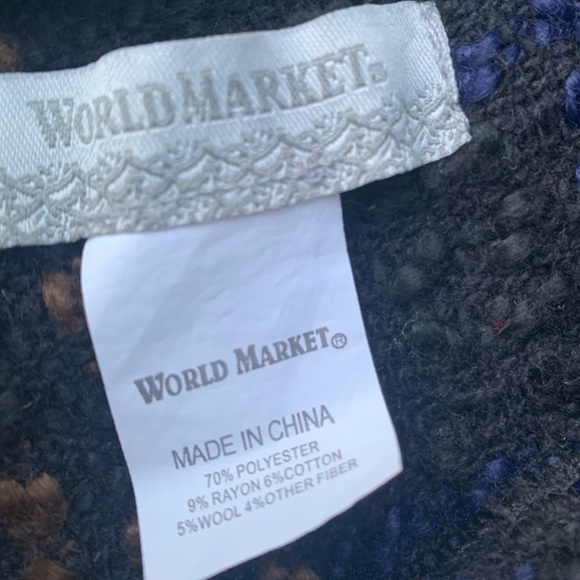 WORLD MARKET®
WORLD MARKET®
MADE IN CHINA
70% POLYESTER
9% RAYON 6%COTTON
5%WOOL 4%OTHER FIBER